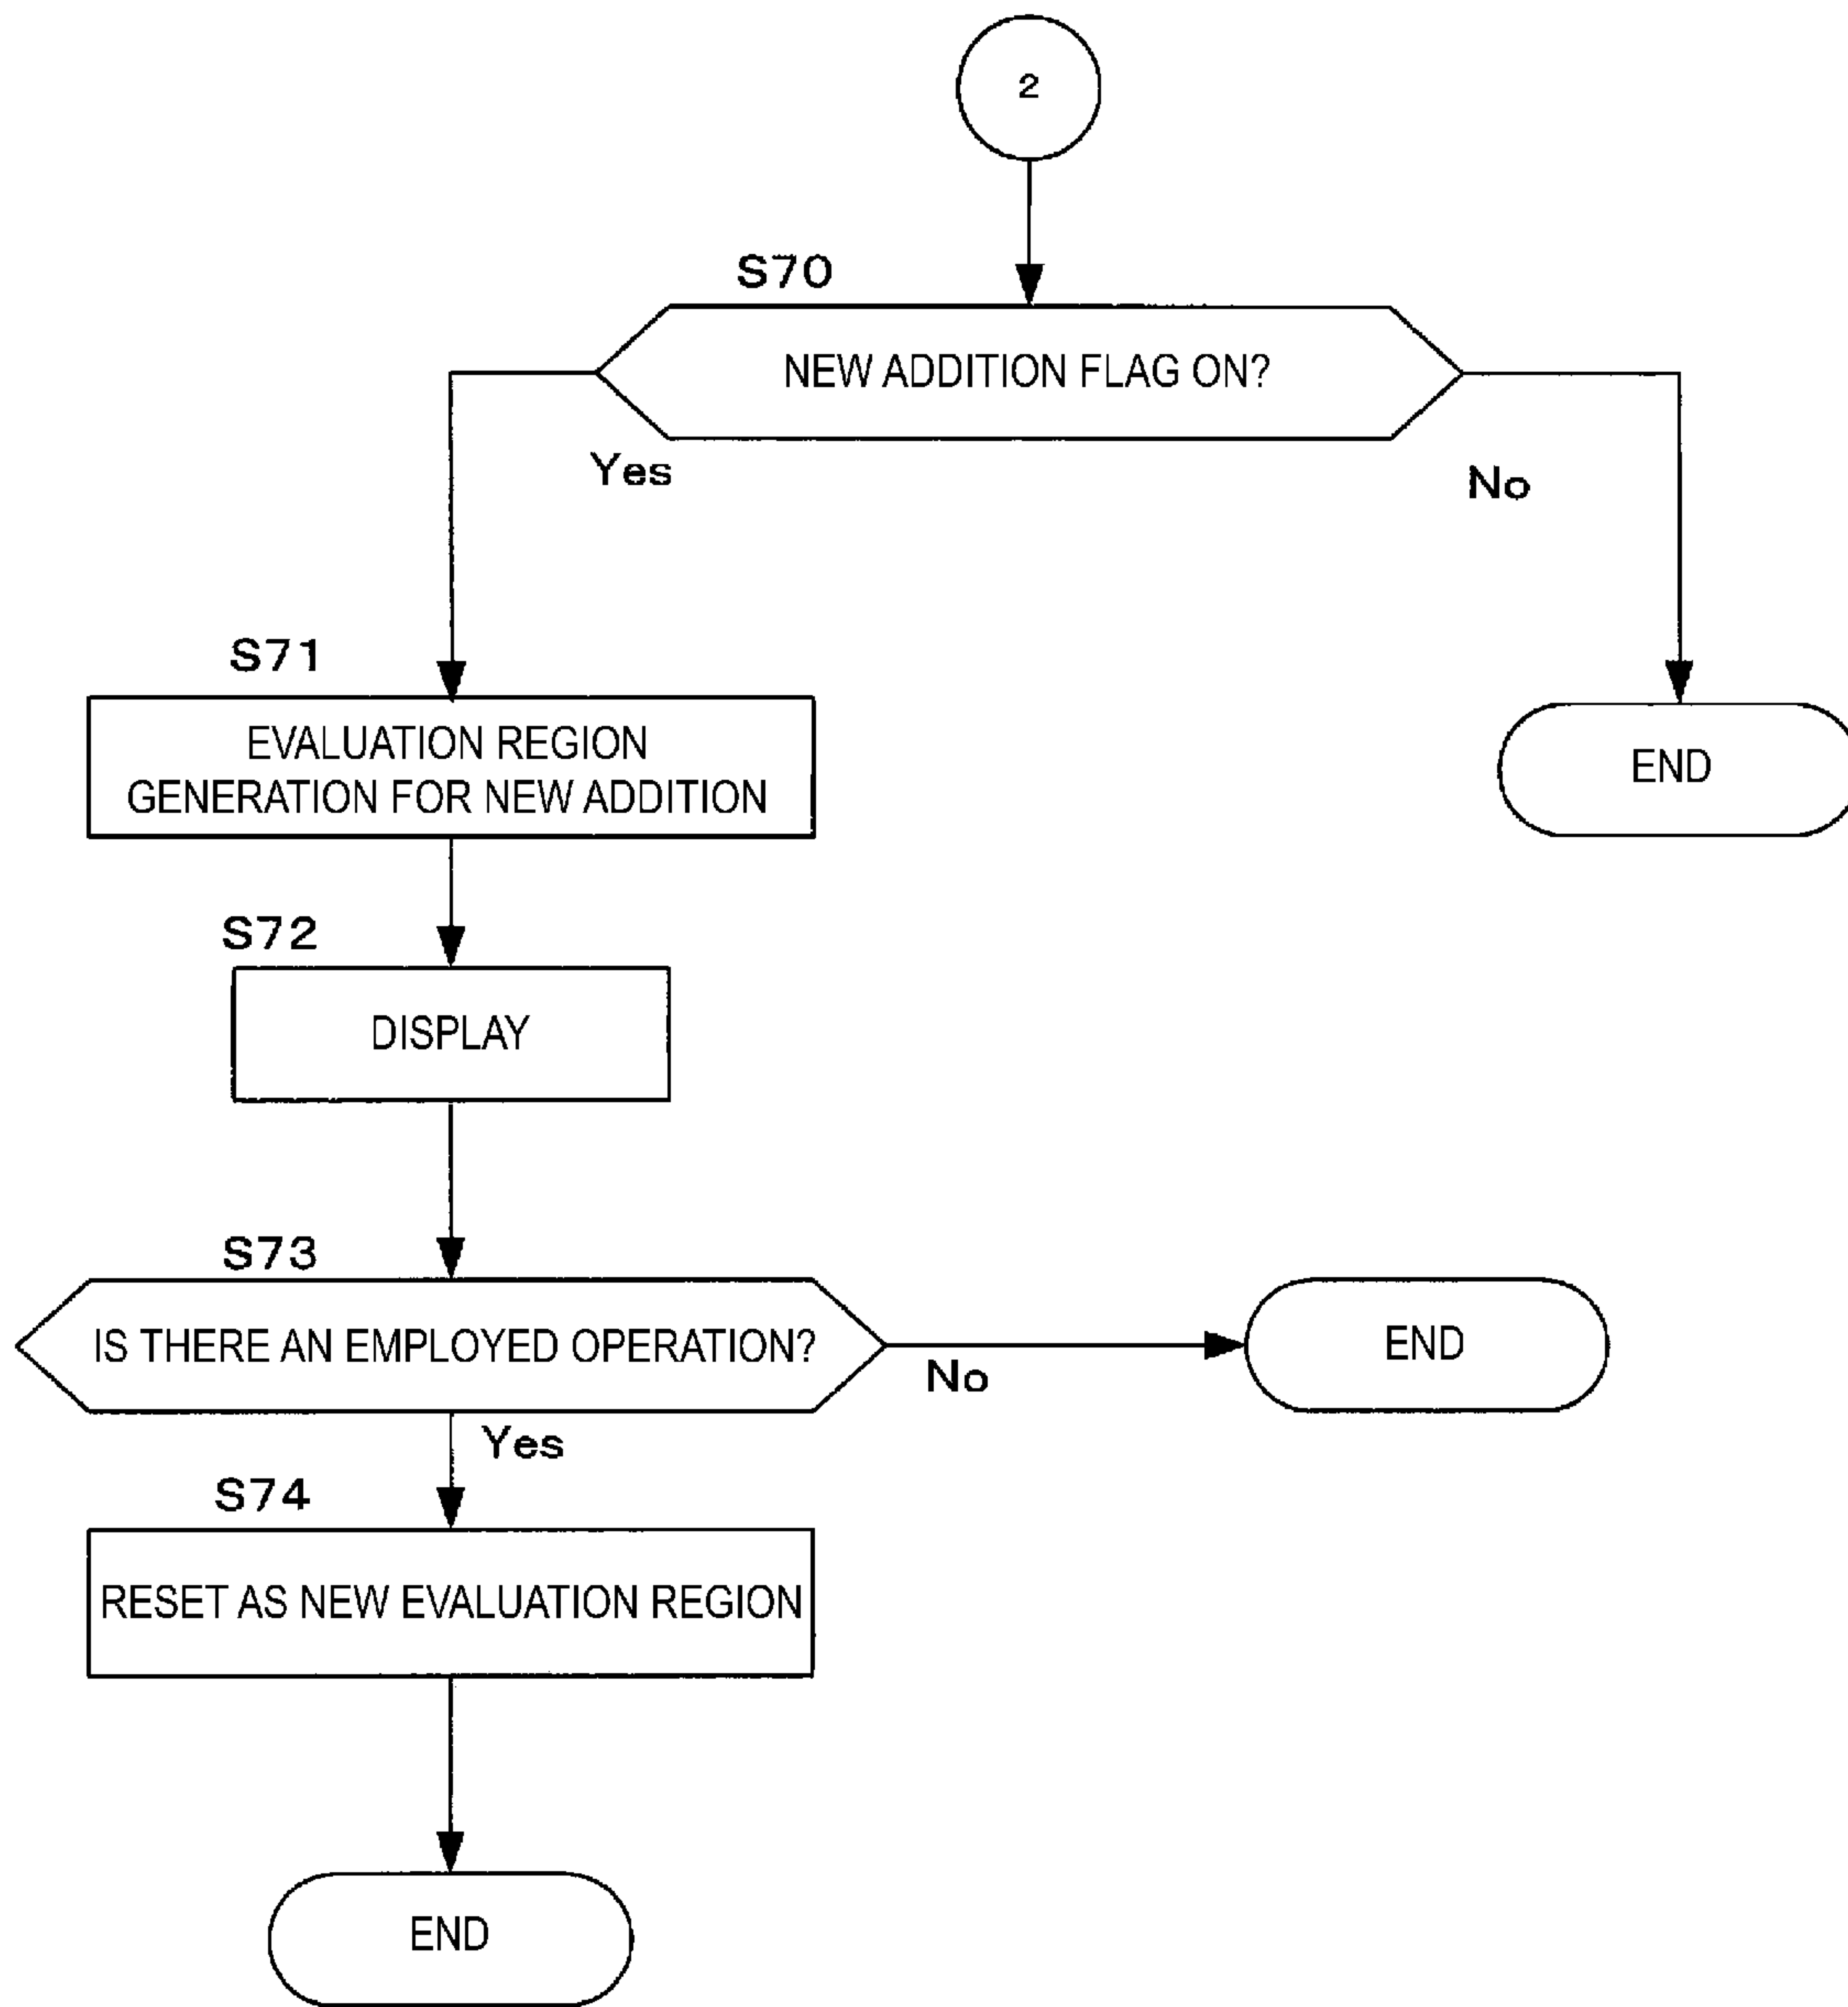 2
S70
NEW ADDITION FLAG ON?
Yes
No
S71
EVALUATION REGION
GENERATION FOR NEW ADDITION
END
S72
DISPLAY
S73
IS THERE AN EMPLOYED OPERATION?
No
END
Yes
S74
RESET AS NEW EVALUATION REGION
END